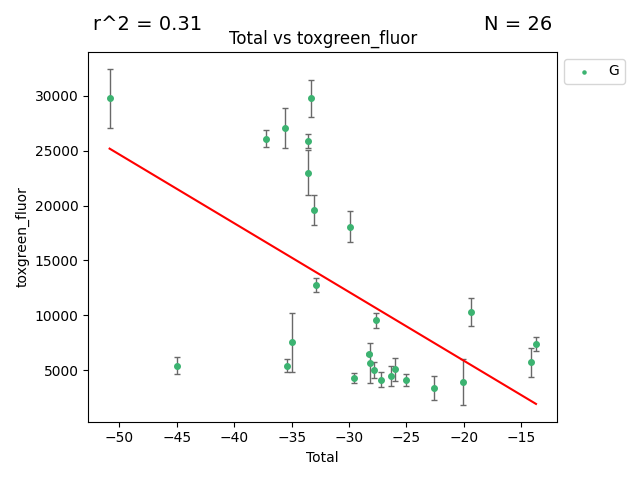 r^2 = 0.31
N = 26
Total vs toxgreen_fluor
G
30000
25000
20000
15000
10000
5000
toxgreen_fluor
−50
−45
−40
−35
−30
−25
−20
−15
Total